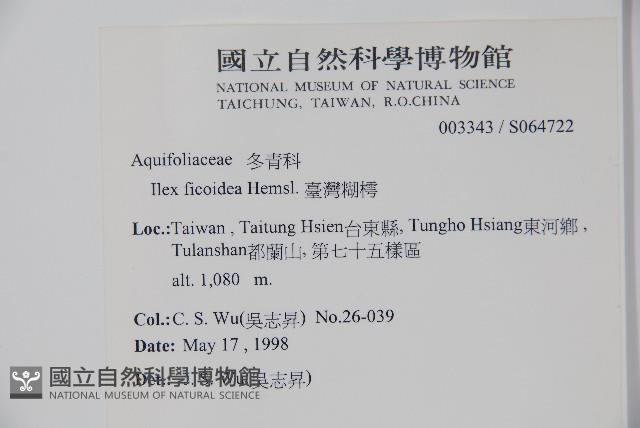 國立自然科學博物館
NATIONAL MUSEUM OF NATURAL SCIENCE
TAICHUNG, TAIWAN, R.O.CHINA
003343 / S064722
Aquifoliaceae 冬青科
Ilex ficoidea Hemsl. 臺灣糊樗
Loc.:Taiwan , Taitung Hsien台東縣, Tungho Hsiang東河鄉 ,
Tulanshan都蘭山, 第七十五樣區
alt. 1,080 m.
Col.: C. S. Wu(吳志昇) No.26-039
Date: May 17 , 1998
Det.: C. S. Wu(吳志昇)
國立自然科學博物館
NATIONAL MUSEUM OF NATURAL SCIENCE